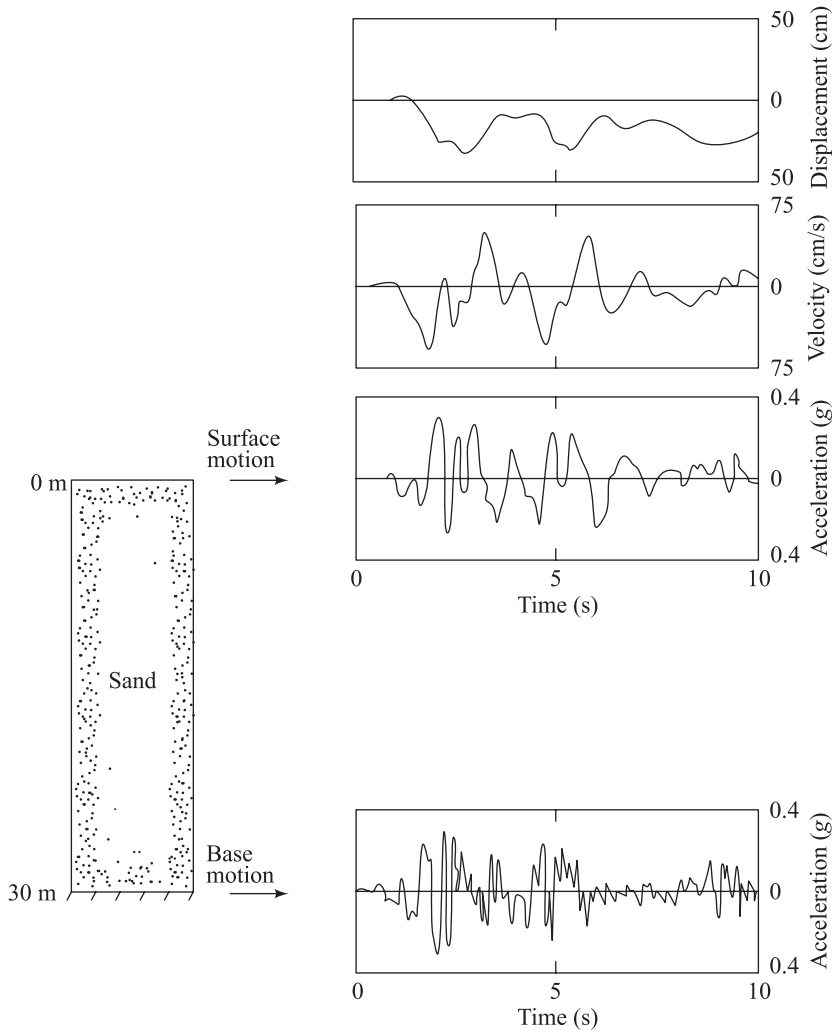 50
0
50
Displacement (cm)
75
0
75
Velocity (cm/s)
0.4
0
0.4
Acceleration (g)
0
5
10
Time (s)
Surface
motion
0 m
Sand
Base
motion
30 m
0.4
0
0.4
Acceleration (g)
0
5
10
Time (s)